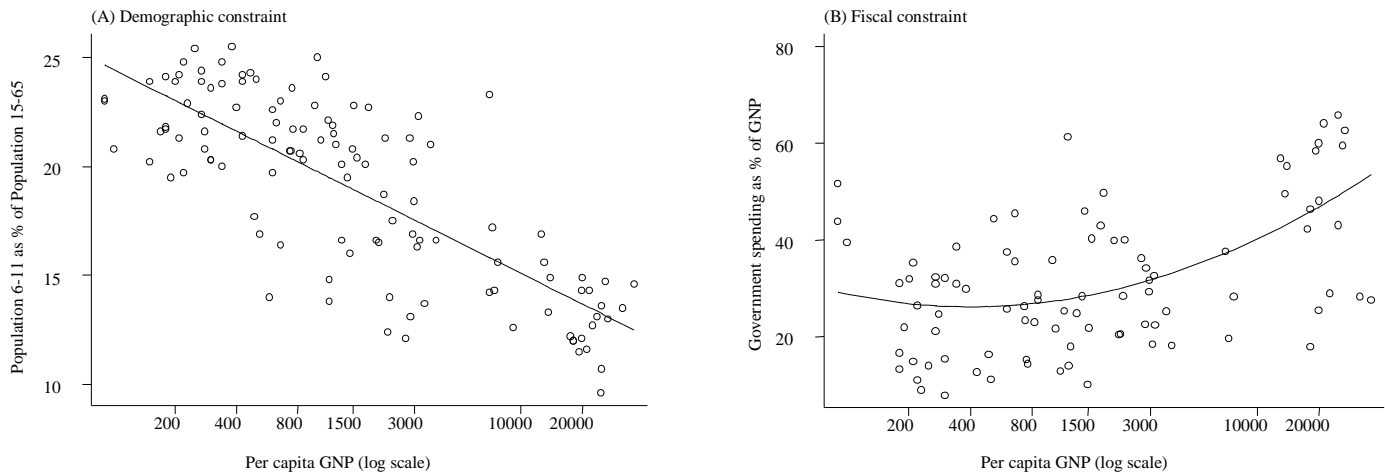 (A) Demographic constraint
Population 6-11 as % of Population 15-65
25
20
15
10
200 400 800 1500 3000 10000 20000
Per capita GNP (log scale)
(B) Fiscal constraint
Government spending as % of GNP
80
60
40
20
200 400 800 1500 3000 10000 20000
Per capita GNP (log scale)